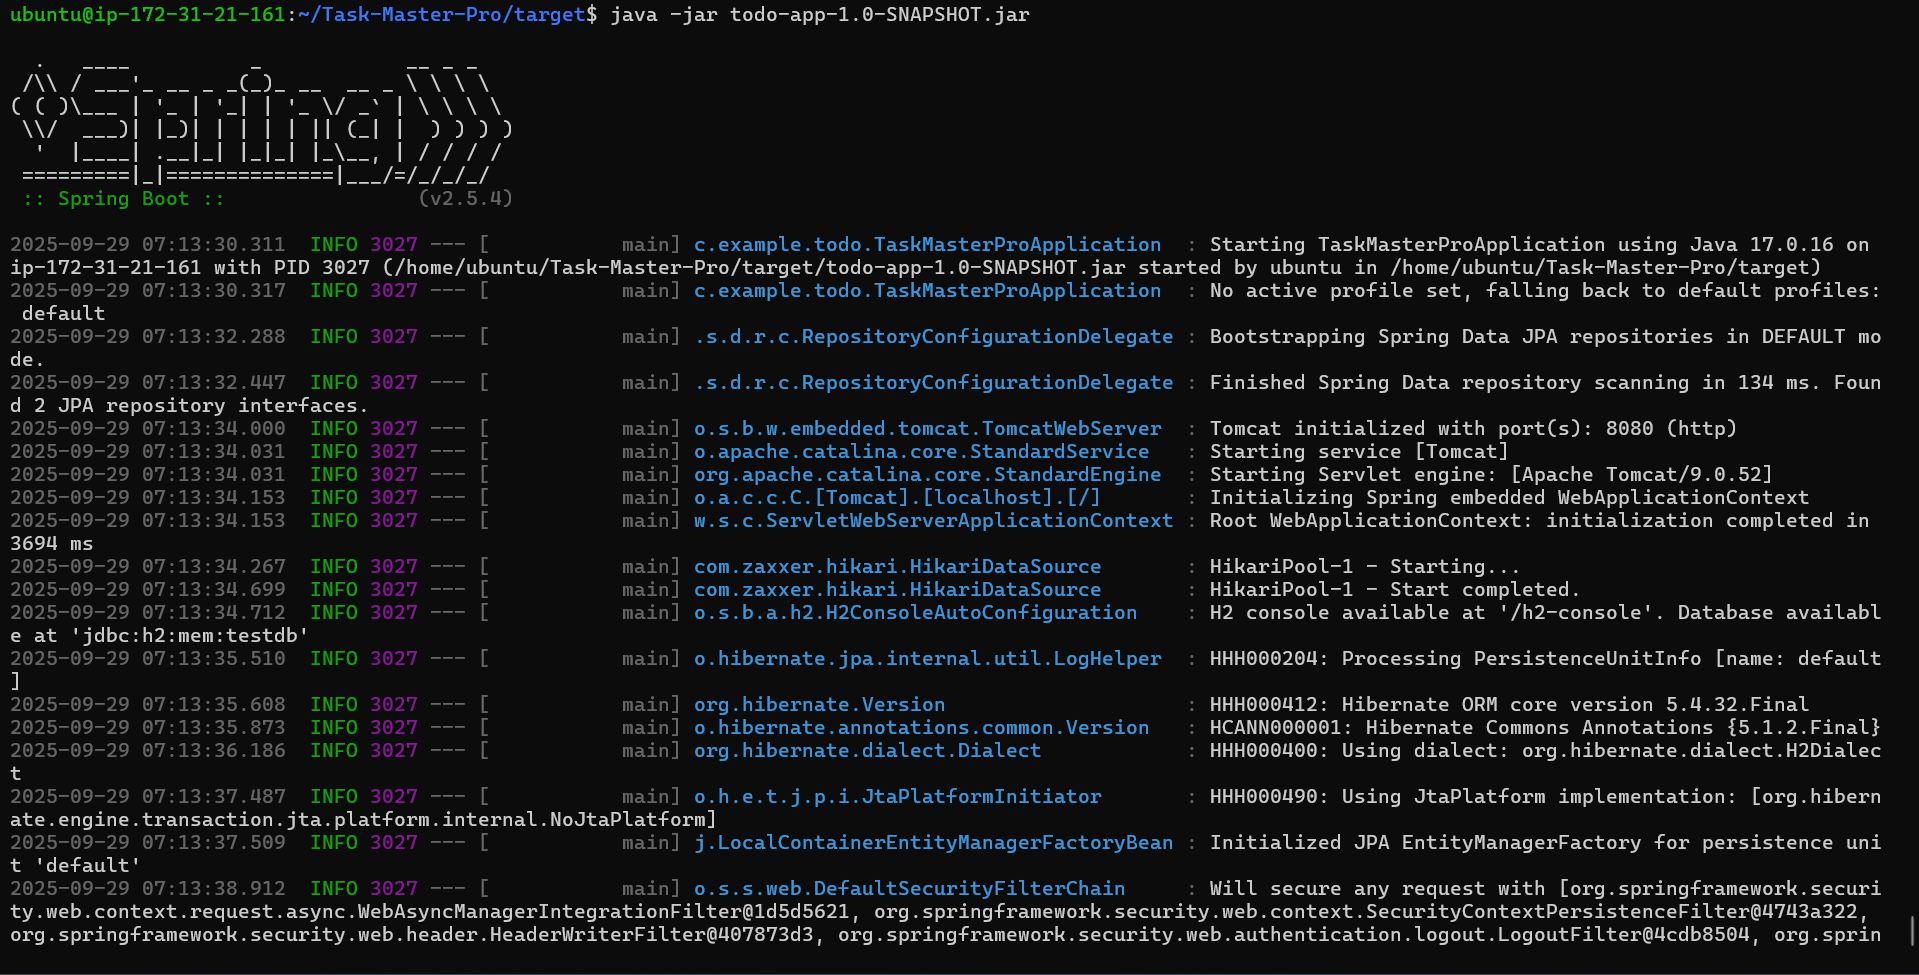 ubuntu@ip-172-31-21-161:~/Task-Master-Pro/target$ java -jar todo-app-1.0-SNAPSHOT.jar

  .   ____          _            __ _ _
 /\\ / ___'_ __ _ _(_)_ __  __ _ \ \ \ \
( ( )\___ | '_ | '_| | '_ \/ _` | \ \ \ \
 \\/  ___)| |_)| | | | | || (_| |  ) ) ) )
  '  |____| .__|_| |_|_| |_\__, | / / / /
 =========|_|==============|___/=/_/_/_/
 :: Spring Boot ::                (v2.5.4)

2025-09-29 07:13:30.311  INFO 3027 --- [           main] c.example.todo.TaskMasterProApplication  : Starting TaskMasterProApplication using Java 17.0.16 on
ip-172-31-21-161 with PID 3027 (/home/ubuntu/Task-Master-Pro/target/todo-app-1.0-SNAPSHOT.jar started by ubuntu in /home/ubuntu/Task-Master-Pro/target)
2025-09-29 07:13:30.317  INFO 3027 --- [           main] c.example.todo.TaskMasterProApplication  : No active profile set, falling back to default profiles:
 default
2025-09-29 07:13:32.288  INFO 3027 --- [           main] .s.d.r.c.RepositoryConfigurationDelegate : Bootstrapping Spring Data JPA repositories in DEFAULT mo
de.
2025-09-29 07:13:32.447  INFO 3027 --- [           main] .s.d.r.c.RepositoryConfigurationDelegate : Finished Spring Data repository scanning in 134 ms. Foun
d 2 JPA repository interfaces.
2025-09-29 07:13:34.000  INFO 3027 --- [           main] o.s.b.w.embedded.tomcat.TomcatWebServer  : Tomcat initialized with port(s): 8080 (http)
2025-09-29 07:13:34.031  INFO 3027 --- [           main] o.apache.catalina.core.StandardService   : Starting service [Tomcat]
2025-09-29 07:13:34.031  INFO 3027 --- [           main] org.apache.catalina.core.StandardEngine  : Starting Servlet engine: [Apache Tomcat/9.0.52]
2025-09-29 07:13:34.153  INFO 3027 --- [           main] o.a.c.c.C.[Tomcat].[localhost].[/]       : Initializing Spring embedded WebApplicationContext
2025-09-29 07:13:34.153  INFO 3027 --- [           main] w.s.c.ServletWebServerApplicationContext : Root WebApplicationContext: initialization completed in
3694 ms
2025-09-29 07:13:34.267  INFO 3027 --- [           main] com.zaxxer.hikari.HikariDataSource       : HikariPool-1 - Starting...
2025-09-29 07:13:34.699  INFO 3027 --- [           main] com.zaxxer.hikari.HikariDataSource       : HikariPool-1 - Start completed.
2025-09-29 07:13:34.712  INFO 3027 --- [           main] o.s.b.a.h2.H2ConsoleAutoConfiguration    : H2 console available at '/h2-console'. Database availabl
e at 'jdbc:h2:mem:testdb'
2025-09-29 07:13:35.510  INFO 3027 --- [           main] o.hibernate.jpa.internal.util.LogHelper  : HHH000204: Processing PersistenceUnitInfo [name: default
]
2025-09-29 07:13:35.608  INFO 3027 --- [           main] org.hibernate.Version                    : HHH000412: Hibernate ORM core version 5.4.32.Final
2025-09-29 07:13:35.873  INFO 3027 --- [           main] o.hibernate.annotations.common.Version   : HCANN000001: Hibernate Commons Annotations {5.1.2.Final}
2025-09-29 07:13:36.186  INFO 3027 --- [           main] org.hibernate.dialect.Dialect            : HHH000400: Using dialect: org.hibernate.dialect.H2Dialec
t
2025-09-29 07:13:37.487  INFO 3027 --- [           main] o.h.e.t.j.p.i.JtaPlatformInitiator       : HHH000490: Using JtaPlatform implementation: [org.hibern
ate.engine.transaction.jta.platform.internal.NoJtaPlatform]
2025-09-29 07:13:37.509  INFO 3027 --- [           main] j.LocalContainerEntityManagerFactoryBean : Initialized JPA EntityManagerFactory for persistence uni
t 'default'
2025-09-29 07:13:38.912  INFO 3027 --- [           main] o.s.s.web.DefaultSecurityFilterChain     : Will secure any request with [org.springframework.securi
ty.web.context.request.async.WebAsyncManagerIntegrationFilter@1d5d5621, org.springframework.security.web.context.SecurityContextPersistenceFilter@4743a322,
org.springframework.security.web.header.HeaderWriterFilter@407873d3, org.springframework.security.web.authentication.logout.LogoutFilter@4cdb8504, org.sprin